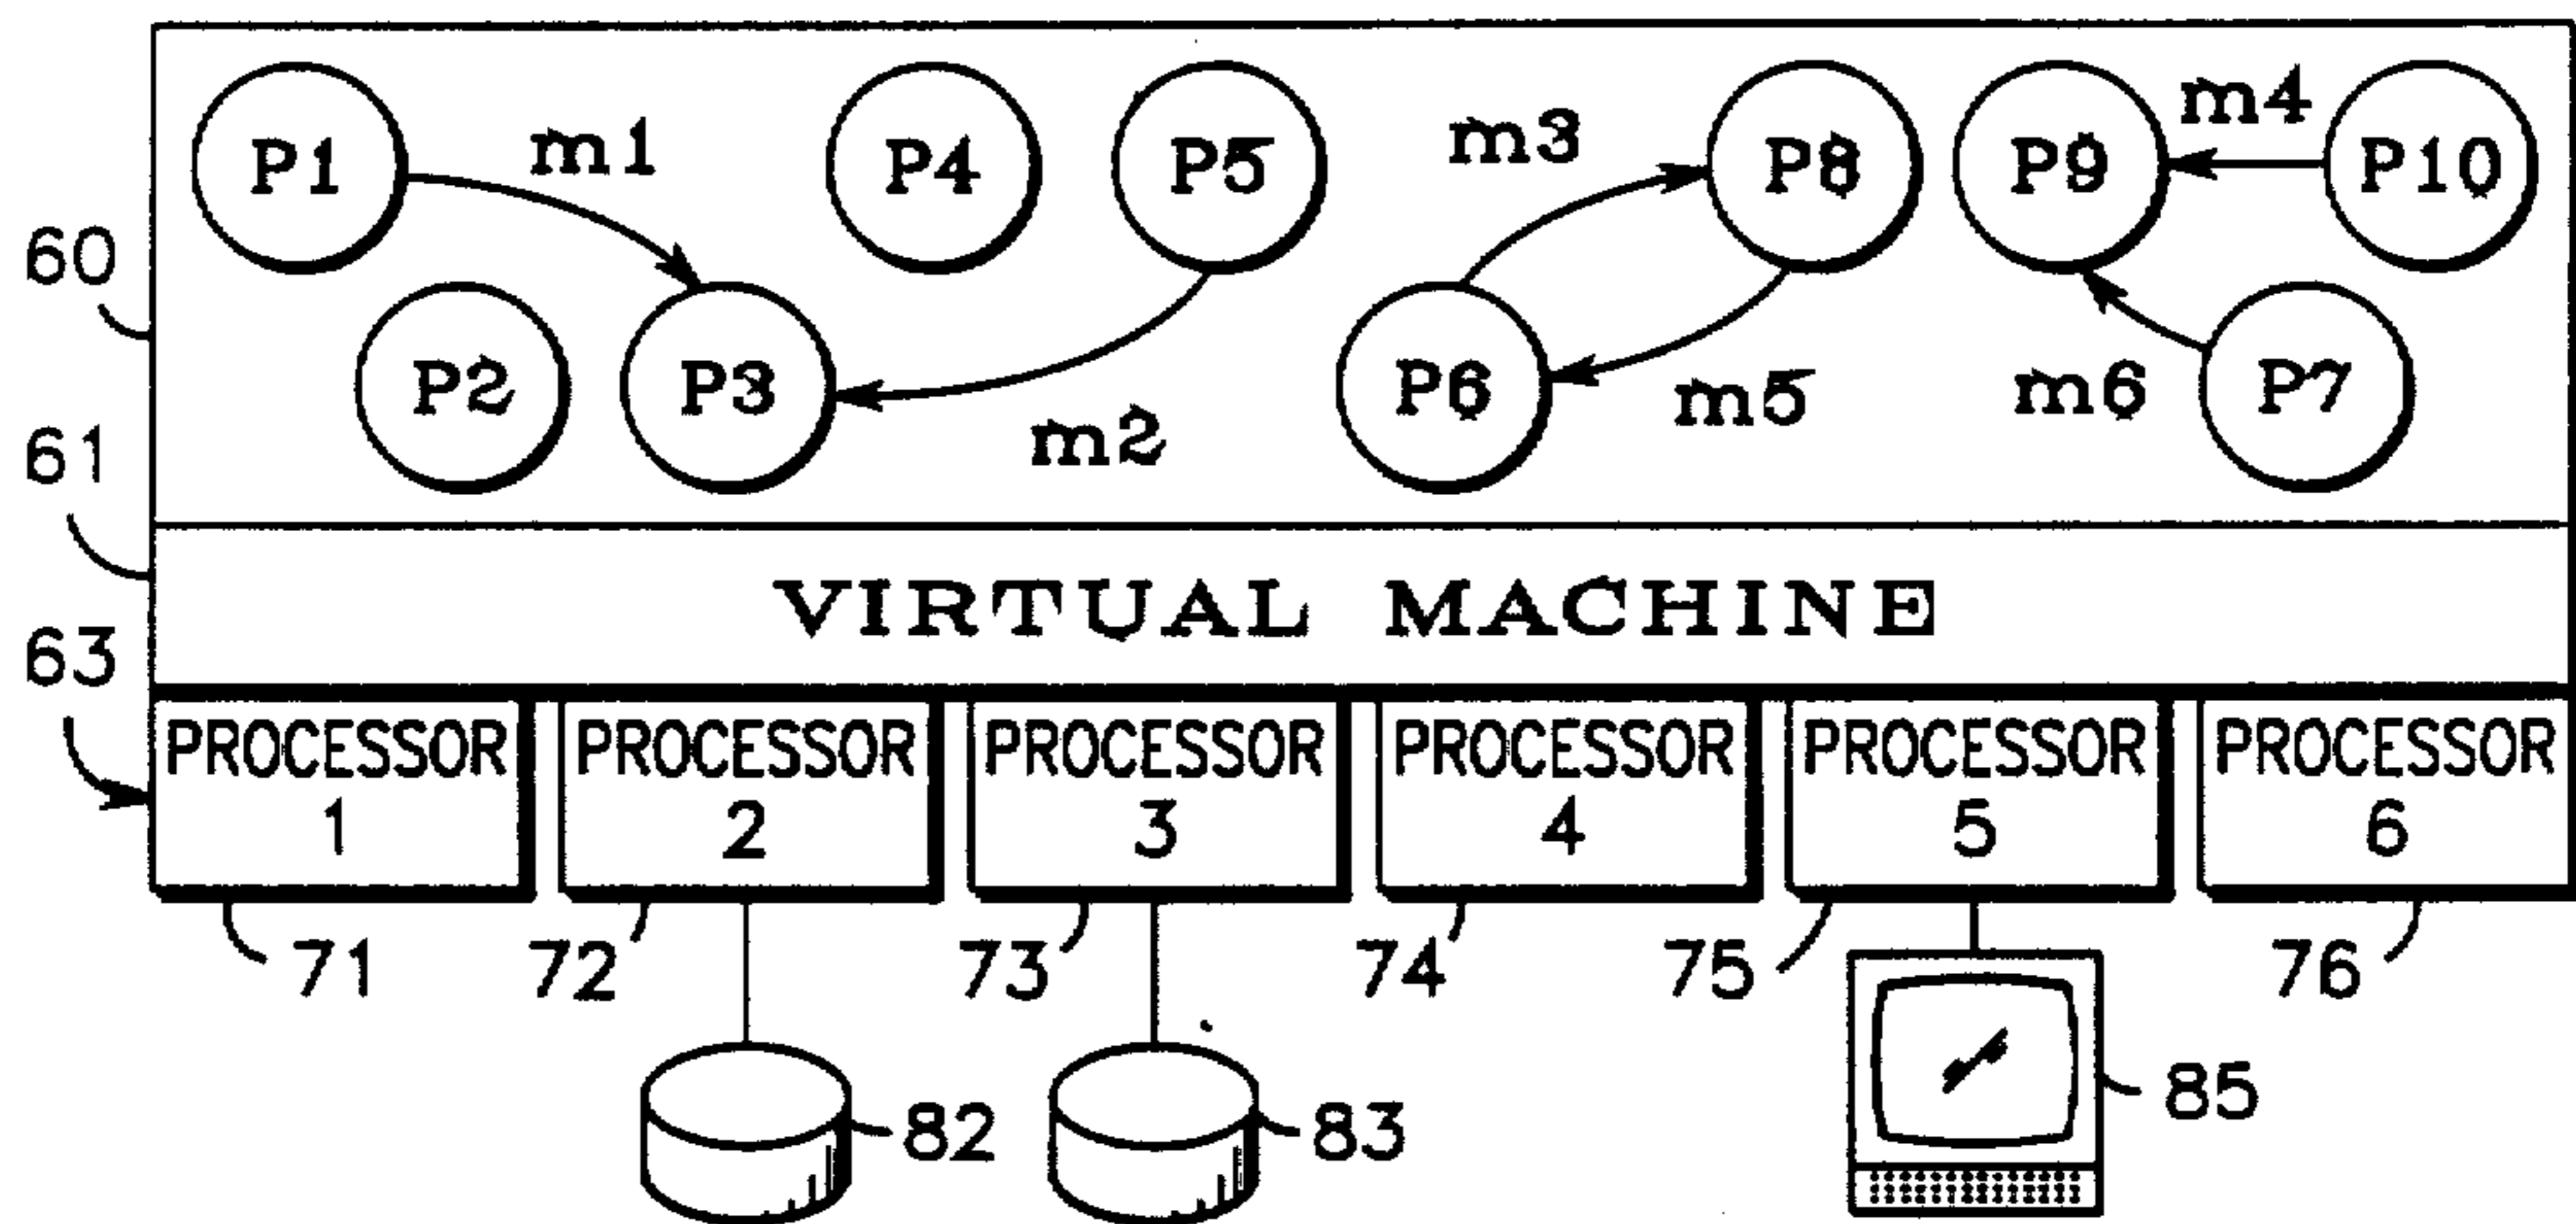 P1 m1 P4 P5 m3 P8 P9 m4 P10
60
P2 P3 m2 P6 m5 m6 P7
61
VIRTUAL MACHINE
63
PROCESSOR 1
PROCESSOR 2
PROCESSOR 3
PROCESSOR 4
PROCESSOR 5
PROCESSOR 6
71 72 73 74 75 76
82 83 85